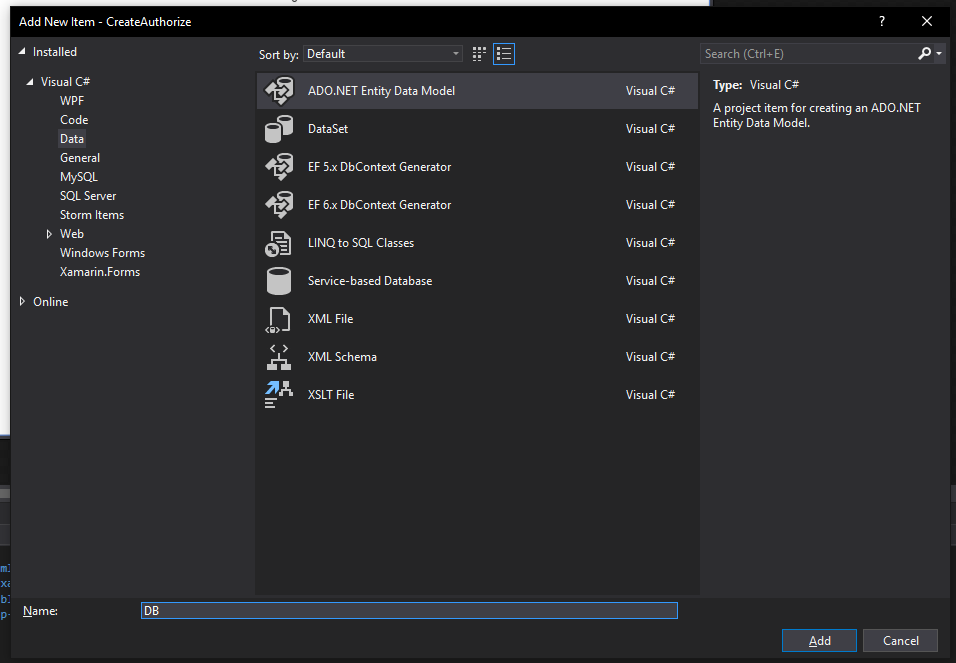 Add New Item - CreateAuthorize
?
Installed
Sort by:
Default
Search (Ctrl+E)
Visual C#
WPF
Code
Data
General
MySQL
SQL Server
Storm Items
Web
Windows Forms
Xamarin.Forms
Online
ADO.NET Entity Data Model Visual C#
DataSet Visual C#
EF 5.x DbContext Generator Visual C#
EF 6.x DbContext Generator Visual C#
LINQ to SQL Classes Visual C#
Service-based Database Visual C#
XML File Visual C#
XML Schema Visual C#
XSLT File Visual C#
Type: Visual C#
A project item for creating an ADO.NET
Entity Data Model.
Name: DB
Add
Cancel